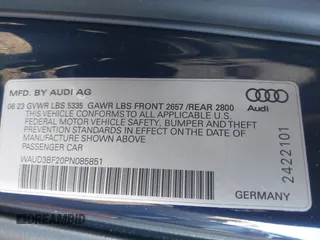 MFD. BY AUDI AG
06 23 GVWR LBS 5335 GAWR LBS FRONT 2657 / REAR 2800
THIS VEHICLE CONFORMS TO ALL APPLICABLE U.S.
FEDERAL MOTOR VEHICLE SAFETY, BUMPER AND THEFT
PREVENTION STANDARDS IN EFFECT ON THE DATE OF
MANUFACTURE SHOWN ABOVE.
PASSENGER CAR
WAUD3BF20PN085851
Audi
2422101
GERMANY
DREAMBID